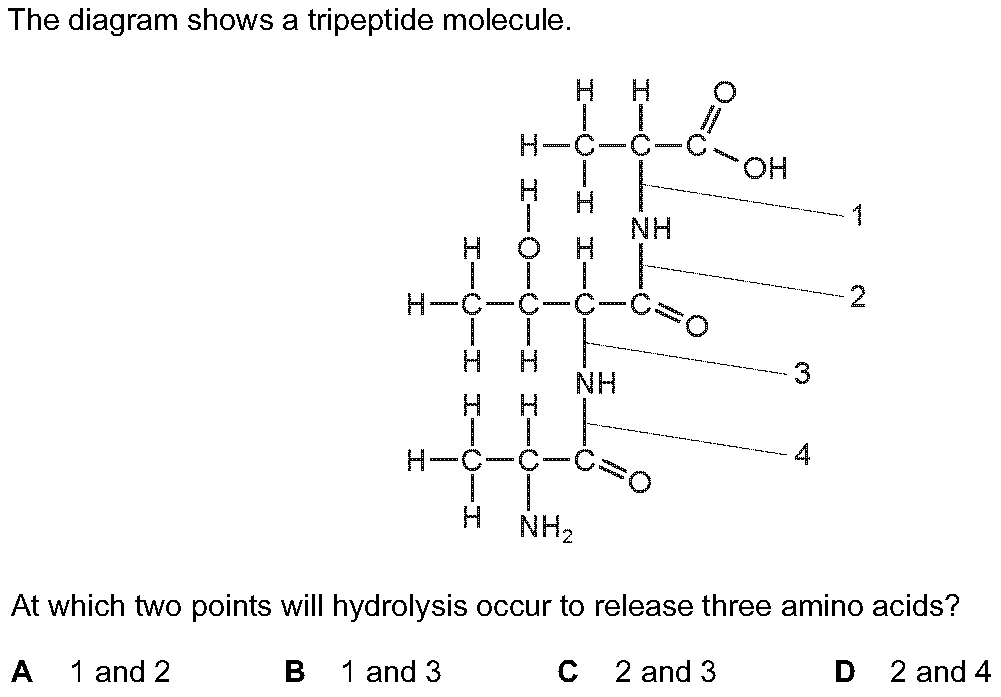 The diagram shows a tripeptide molecule.
H H O
H C C C OH
H H 1
NH
H O H 2
H C C C C O
H H 3
NH
H H 4
H C C C O
H NH₂
At which two points will hydrolysis occur to release three amino acids?
A 1 and 2 B 1 and 3 C 2 and 3 D 2 and 4